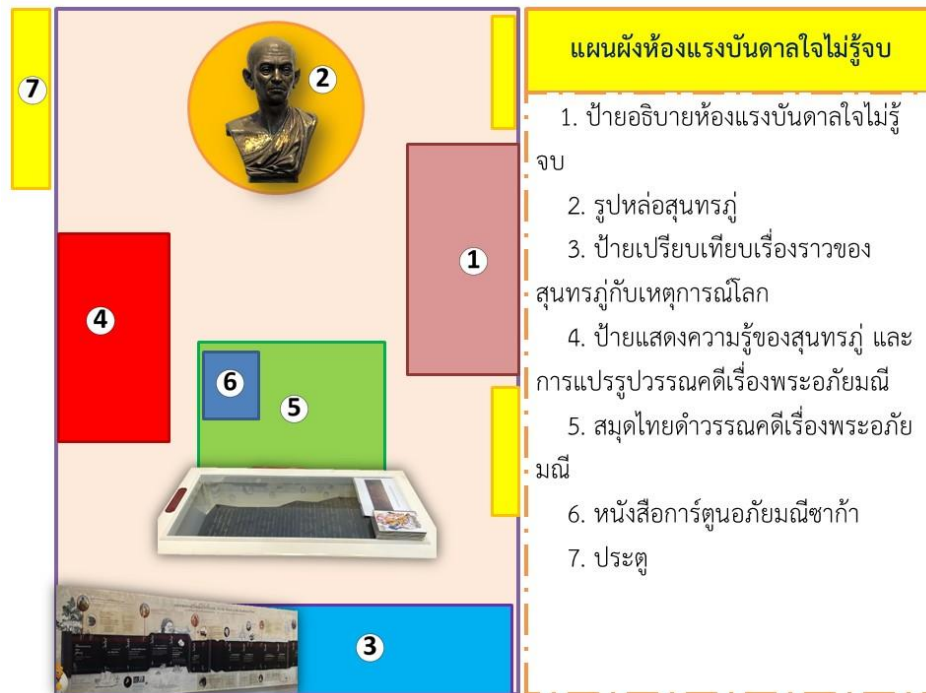 แผนผังห้องแรงบันดาลใจไม่รู้จบ
1. ป้ายอธิบายห้องแรงบันดาลใจไม่รู้
จบ
2. รูปหล่อสุนทรภู่
3. ป้ายเปรียบเทียบเรื่องราวของ
สุนทรภู่กับเหตุการณ์โลก
4. ป้ายแสดงความรู้ของสุนทรภู่ และ
การแปรรูปวรรณคดีเรื่องพระอภัยมณี
5. สมุดไทยดำวรรณคดีเรื่องพระอภัย
มณี
6. หนังสือการ์ตูนอภัยมณีซาก้า
7. ประตู
7
2
1
4
6
5
3